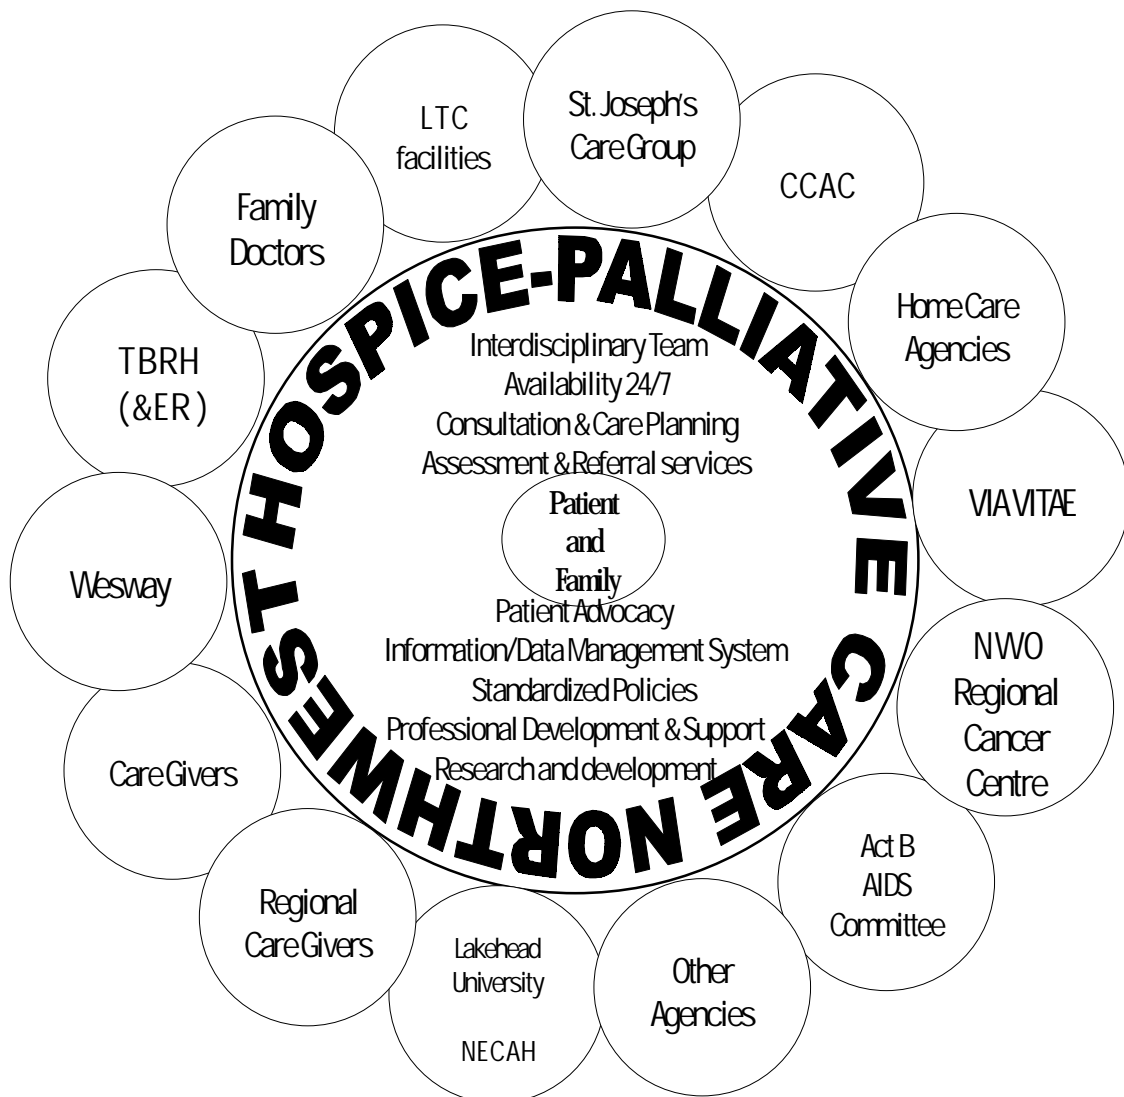 St. Joseph's
Care Group
CCAC
Home Care
Agencies
VIA VITAE
NWO
Regional
Cancer
Centre
Act B
AIDS
Committee
Other
Agencies
Lakehead
University
NECAH
Regional
Care Givers
Care Givers
Wesway
TBRH
(&ER)
Family
Doctors
LTC
facilities
HOSPICE-PALLIATIVE CARE NORTHWEST
Interdisciplinary Team
Availability 24/7
Consultation & Care Planning
Assessment & Referral services
Patient
and
Family
Patient Advocacy
Information/Data Management System
Standardized Policies
Professional Development & Support
Research and development